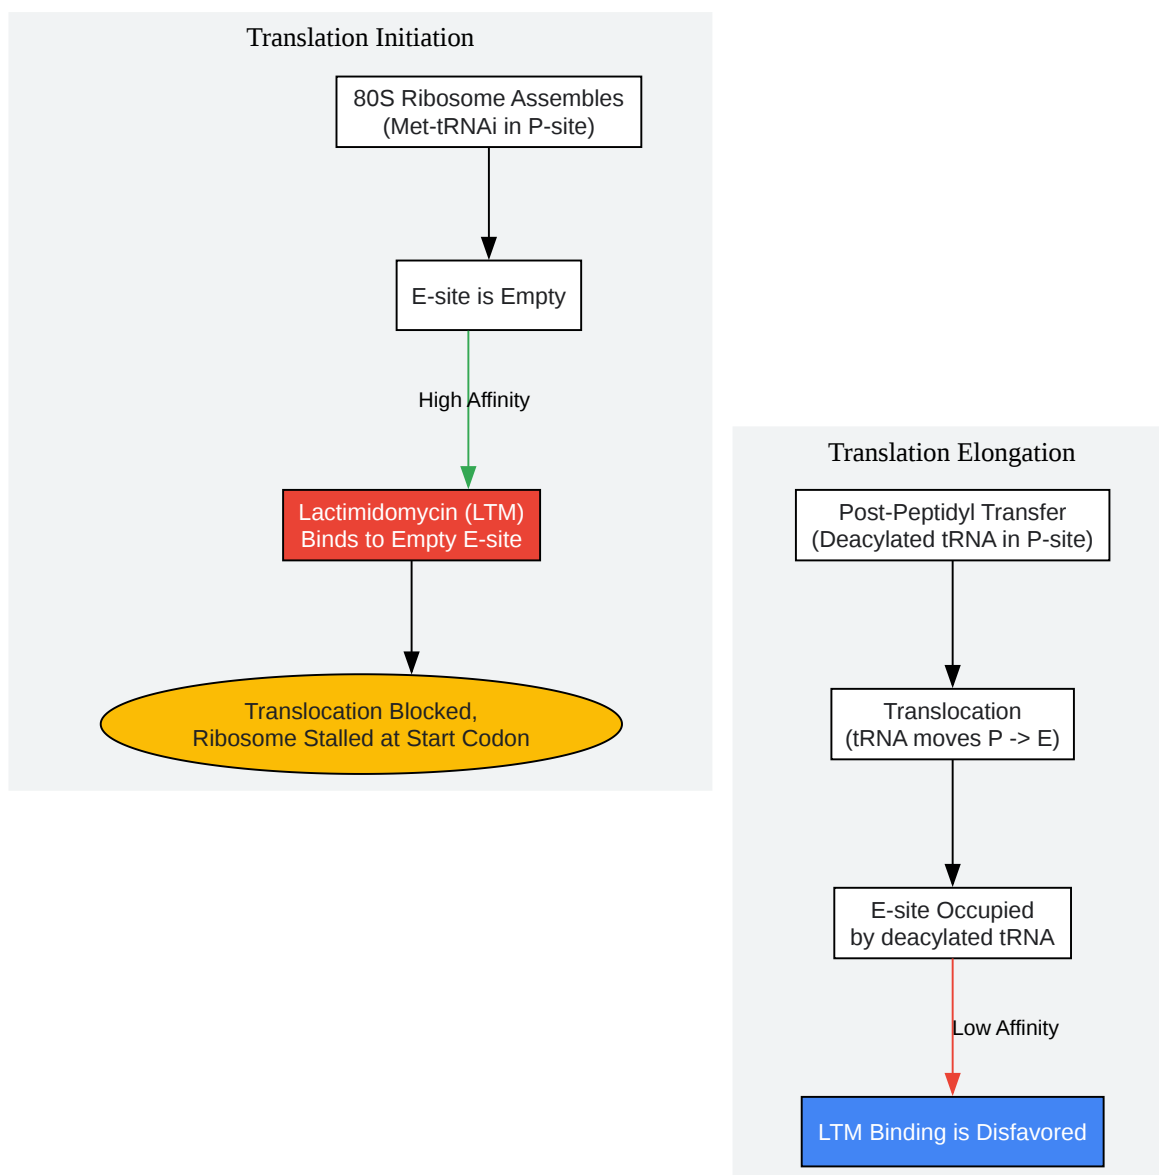 Translation Initiation
80S Ribosome Assembles
(Met-tRNAi in P-site)
E-site is Empty
High Affinity
Lactimidomycin (LTM)
Binds to Empty E-site
Translocation Blocked,
Ribosome Stalled at Start Codon
Translation Elongation
Post-Peptidyl Transfer
(Deacylated tRNA in P-site)
Translocation
(tRNA moves P -> E)
E-site Occupied
by deacylated tRNA
Low Affinity
LTM Binding is Disfavored